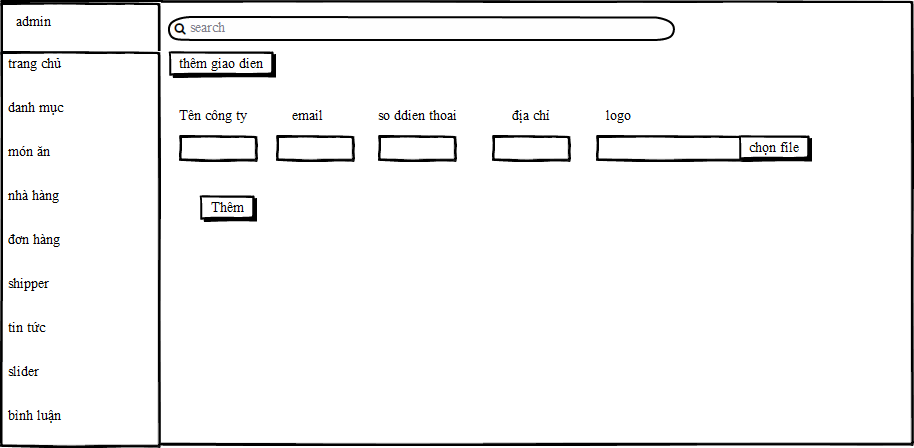 admin
search
trang chủ
thêm giao dien
danh mục
Tên công ty
email
so ddien thoai
địa chỉ
logo
món ăn
chọn file
nhà hàng
Thêm
đơn hàng
shipper
tin tức
slider
bình luận